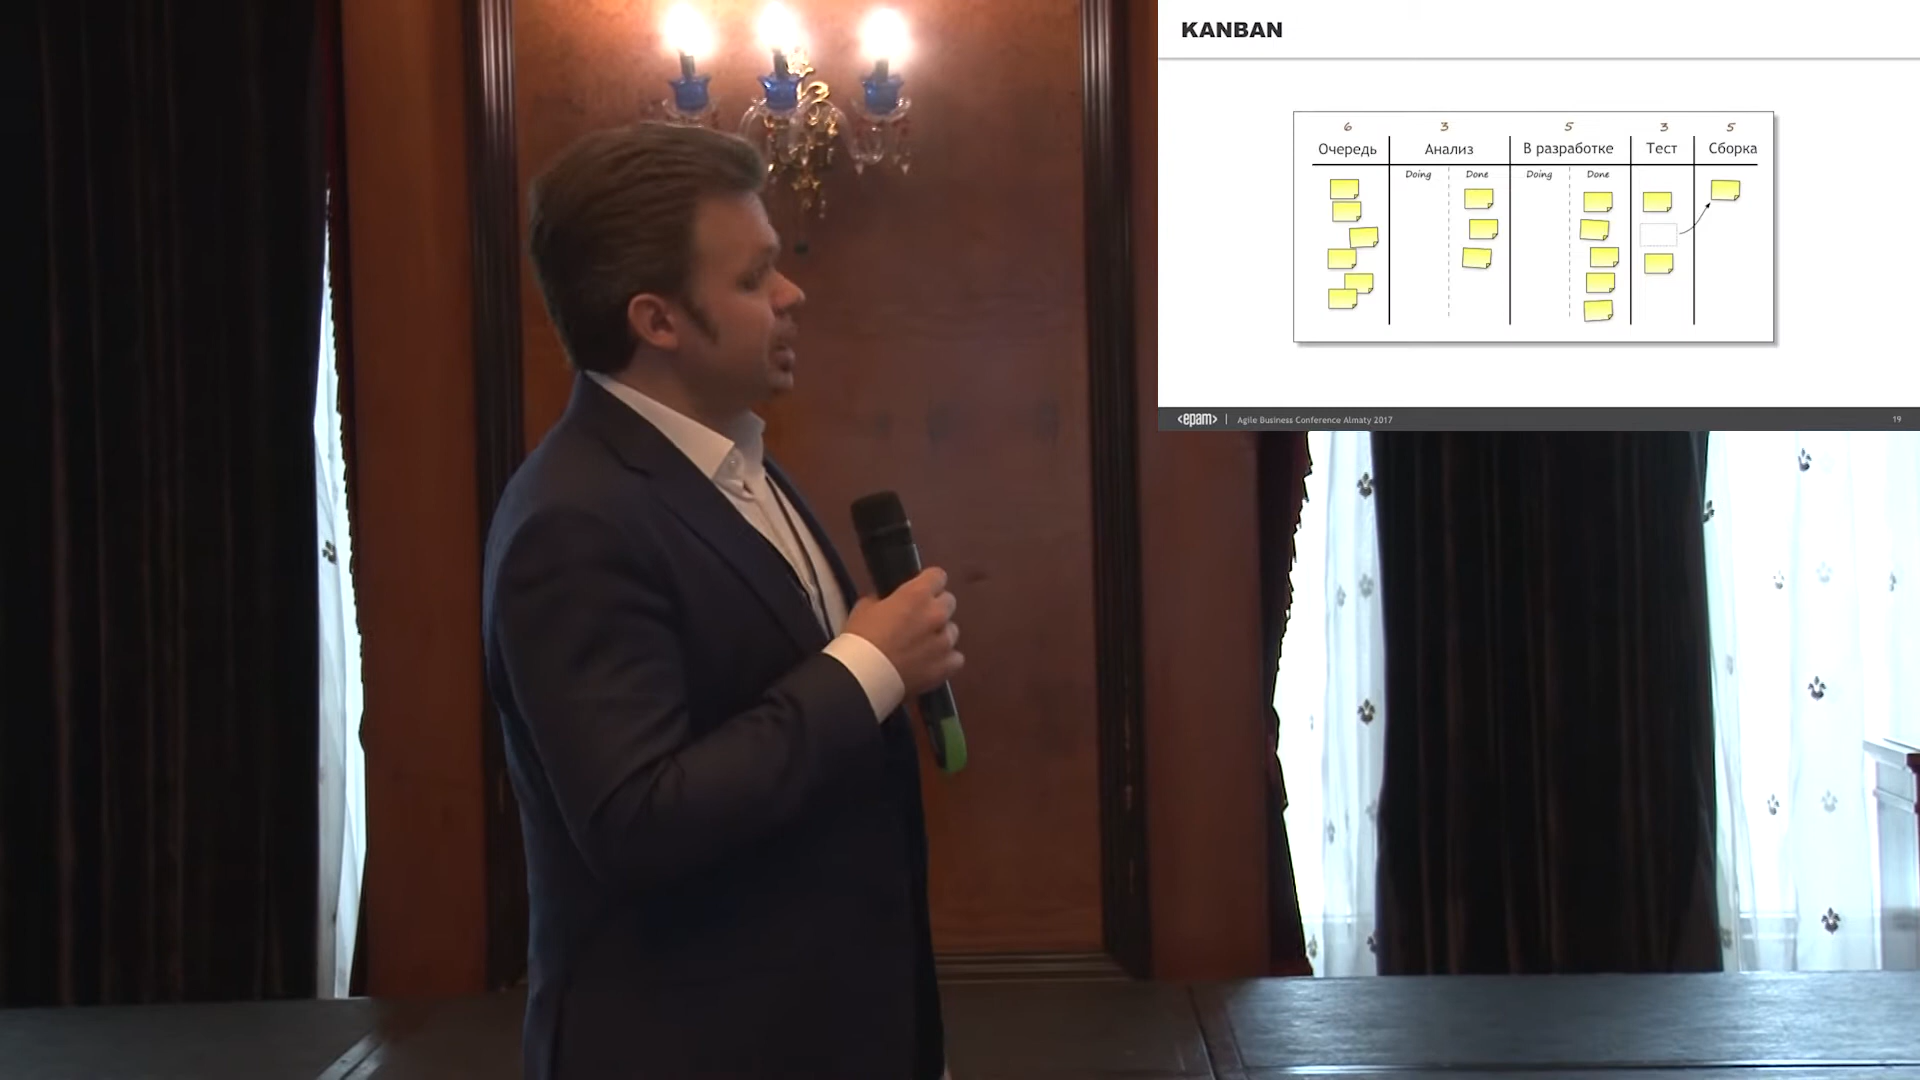 KANBAN
6 3 5 3 5
Очередь Анализ В разработке Тест Сборка
Doing Done Doing Done
<epam> | Agile Business Conference Almaty 2017 19